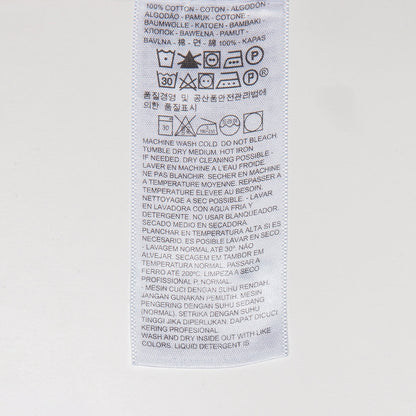 100% COTTON - COTON - ALGODÓN
ALGODÃO - PAMUK - COTONE -
BAUMWOLLE - KATOEN - BAMBAKI
ХЛОПОК - BAWEŁNA - PAMUT -
BAVLNA - 棉 - 면 - 綿 100% - KAPAS
30 P
품질경영 및 공산품안전관리법에
의한 품질표시
30
MACHINE WASH COLD. DO NOT BLEACH.
TUMBLE DRY MEDIUM. HOT IRON
IF NEEDED. DRY CLEANING POSSIBLE -
LAVER EN MACHINE A L'EAU FROIDE.
NE PAS BLANCHIR. SECHER EN MACHINE
A TEMPERATURE MOYENNE. REPASSER A
TEMPERATURE ELEVEE AU BESOIN.
NETTOYAGE A SEC POSSIBLE - LAVAR
EN LAVADORA CON AGUA FRIA Y
DETERGENTE. NO USAR BLANQUEADOR.
SECADO MEDIO EN SECADORA.
PLANCHAR EN TEMPERATURA ALTA SI ES
NECESARIO. ES POSIBLE LAVAR EN SECO.
- LAVAGEM NORMAL ATÉ 30º. NÃO
ALVEJAR. SECAGEM EM TAMBOR EM
TEMPERATURA NORMAL. PASSAR A
FERRO ATÉ 200ºC. LIMPEZA A SECO
PROFISSIONAL P, NORMAL.
- MESIN CUCI DENGAN SUHU RENDAH,
JANGAN GUNAKAN PEMUTIH. MESIN
PENGERING DENGAN SUHU SEDANG
(NORMAL). SETRIKA DENGAN SUHU
TINGGI JIKA DIPERLUKAN. DAPAT DICUCI
KERING PROFESIONAL.
WASH AND DRY INSIDE OUT WITH LIKE
COLORS. LIQUID DETERGENT IS